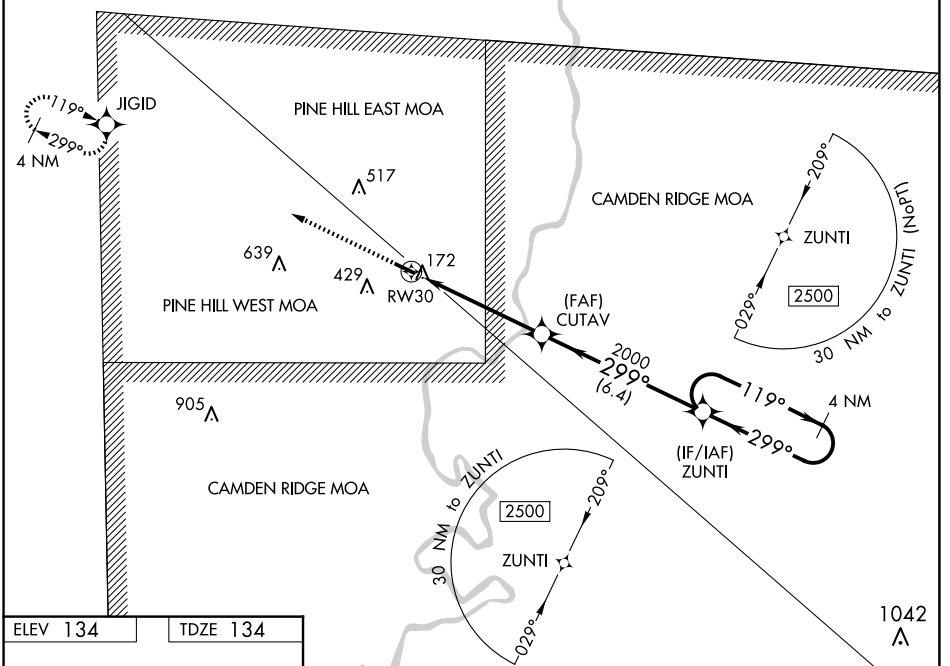 119°
JIGID
299°
4 NM
PINE HILL EAST MOA
517
CAMDEN RIDGE MOA
209°
ZUNTI
2500
029°
30 NM to ZUNTI (NoPT)
639
429
172
RW30
PINE HILL WEST MOA
(FAF)
CUTAV
2000
299°
(6.4)
119°
4 NM
299°
(IF/IAF)
ZUNTI
905
CAMDEN RIDGE MOA
30 NM to ZUNTI
2500
209°
ZUNTI
029°
1042
ELEV 134
TDZE 134